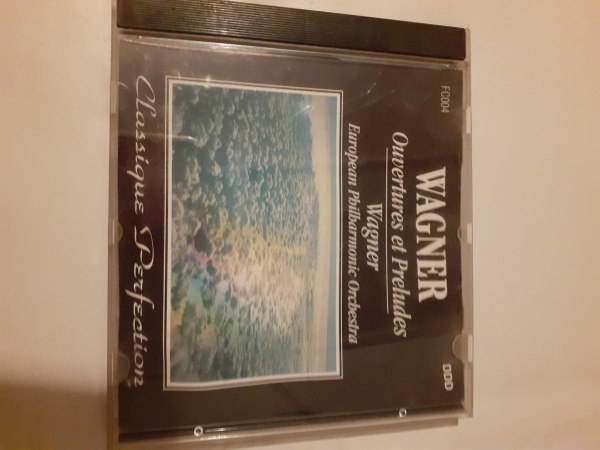 FC004
DDD
WAGNER
Ouvertures et Preludes
Wagner
European Philharmonic Orchestra
Classique Perfection